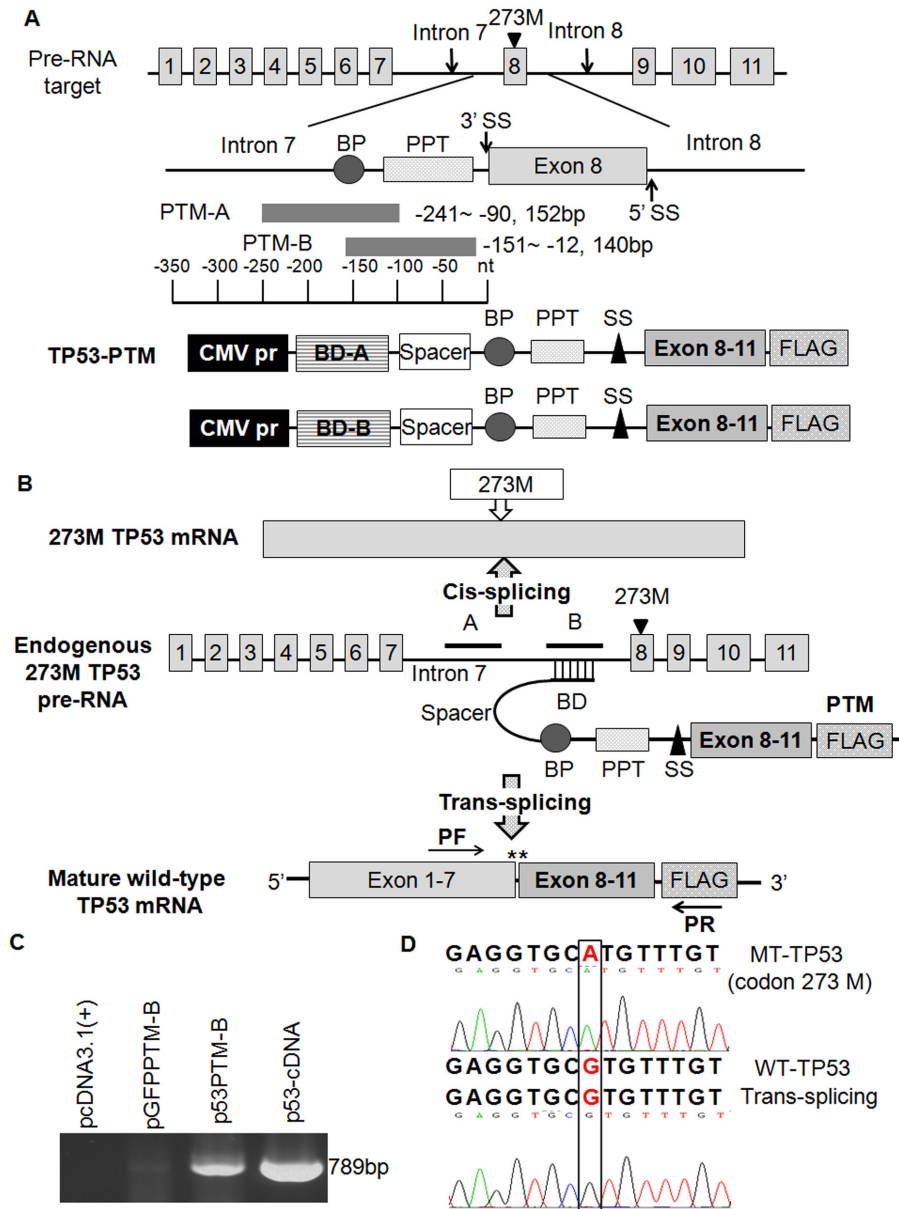 A
273M
Intron 7
Intron 8
Pre-RNA
target
1 2 3 4 5 6 7 8 9 10 11
3' SS
Intron 7
BP
PPT
Exon 8
Intron 8
5' SS
PTM-A
-241~ -90, 152bp
PTM-B
-151~ -12, 140bp
-350 -300 -250 -200 -150 -100 -50 nt
BP PPT SS
TP53-PTM
CMV pr BD-A Spacer Exon 8-11 FLAG
BP PPT SS
CMV pr BD-B Spacer Exon 8-11 FLAG
B
273M
273M TP53 mRNA
Cis-splicing
273M
A B
Endogenous
273M TP53
pre-RNA
1 2 3 4 5 6 7 8 9 10 11
Intron 7
BD
Spacer
PTM
Exon 8-11 FLAG
BP PPT SS
Trans-splicing
PF
**
Mature wild-type
TP53 mRNA
5' Exon 1-7 Exon 8-11 FLAG 3'
PR
C
pcDNA3.1(+)
pGFPPTM-B
p53PTM-B
p53-cDNA
789bp
D
GAGGTGCATGTTTGT
G A G G T G C A T G T T T G T
MT-TP53
(codon 273 M)
GAGGTGCGTGTTTGT
WT-TP53
GAGGTGCGTGTTTGT
Trans-splicing
G A G G T G C G T G T T T G T